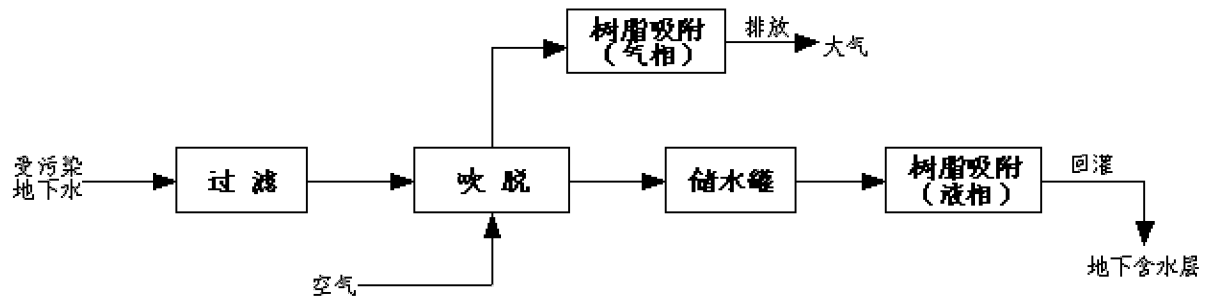 树脂吸附
（气相）
排放
大气
受污染
地下水
过滤
吹脱
储水罐
树脂吸附
（液相）
回灌
空气
地下含水层